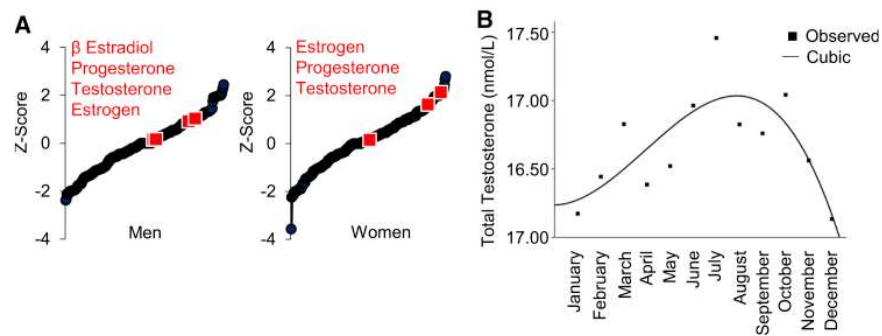 A
B
4
2
0
-2
-4
Z-Score
β Estradiol
Progesterone
Testosterone
Estrogen
Men
4
2
0
-2
-4
Z-Score
Estrogen
Progesterone
Testosterone
Women
17.50
17.00
16.50
17.00
Total Testosterone (nmol/L)
Observed
Cubic
January
February
March
April
May
June
July
August
September
October
November
December